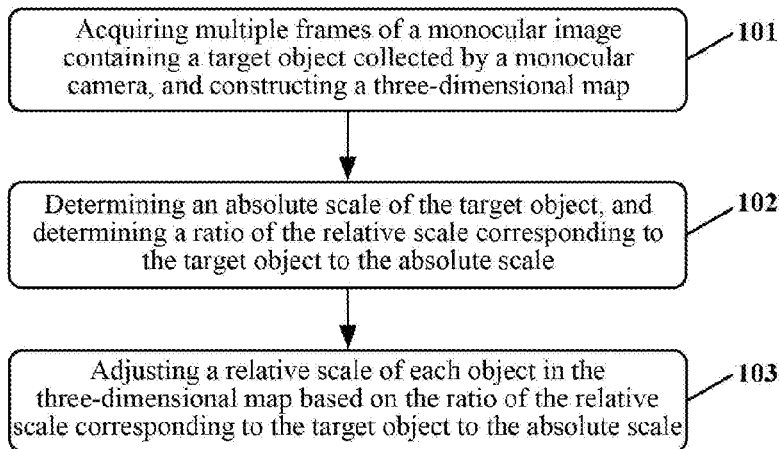 Acquiring multiple frames of a monocular image
containing a target object collected by a monocular
camera, and constructing a three-dimensional map
101
Determining an absolute scale of the target object, and
determining a ratio of the relative scale corresponding to
the target object to the absolute scale
102
Adjusting a relative scale of each object in the
three-dimensional map based on the ratio of the relative
scale corresponding to the target object to the absolute scale
103